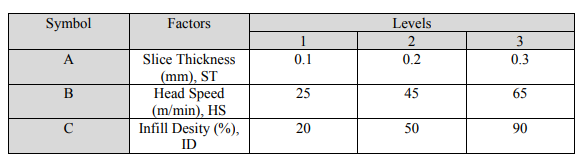 Symbol Factors Levels
1 2 3
A Slice Thickness 0.1 0.2 0.3
(mm), ST
B Head Speed 25 45 65
(m/min), HS
C Infill Desity (%), 20 50 90
ID